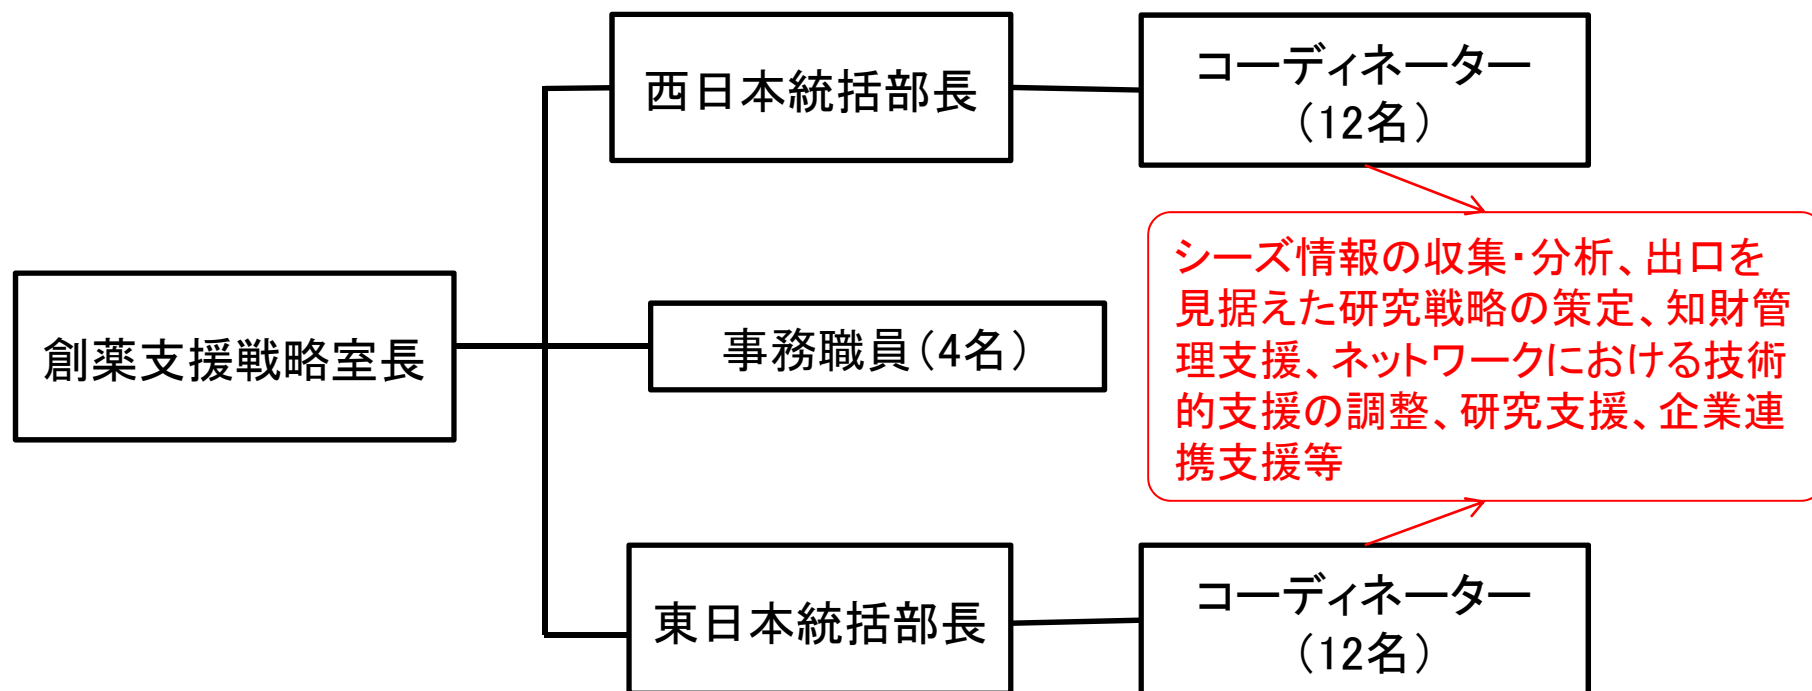 西日本統括部長
コーディネーター
（12名）
創薬支援戦略室長
事務職員（4名）
シーズ情報の収集・分析、出口を
見据えた研究戦略の策定、知財管
理支援、ネットワークにおける技術
的支援の調整、研究支援、企業連
携支援等
東日本統括部長
コーディネーター
（12名）